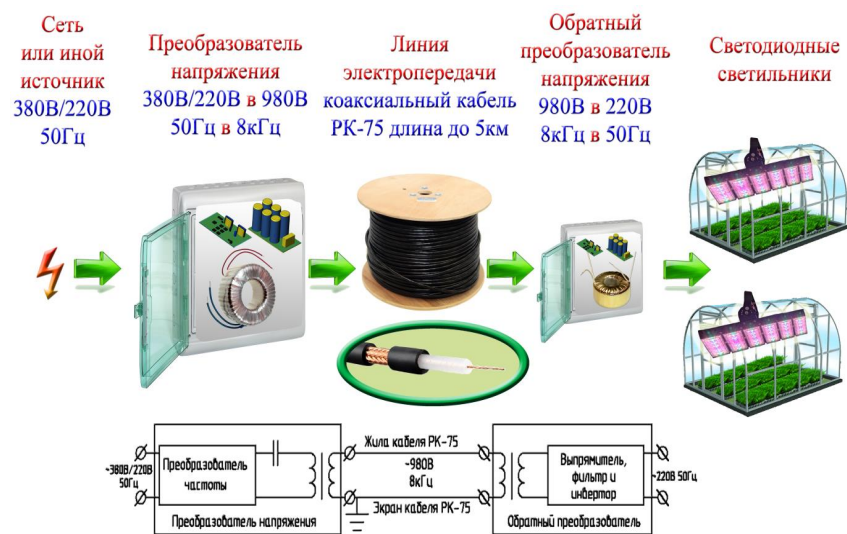 Сеть
или иной
источник
380В/220В
50Гц
Преобразователь
напряжения
380В/220В в 980В
50Гц в 8кГц
Линия
электропередачи
коаксиальный кабель
РК-75 длина до 5км
Обратный
преобразователь
напряжения
980В в 220В
8кГц в 50Гц
Светодиодные
светильники
~380В/220В
50Гц
Преобразователь
частоты
Преобразователь напряжения
Жила кабеля РК-75
~980В
8кГц
Экран кабеля РК-75
Выпрямитель,
фильтр и
инвертор
Обратный преобразователь
~220В 50Гц